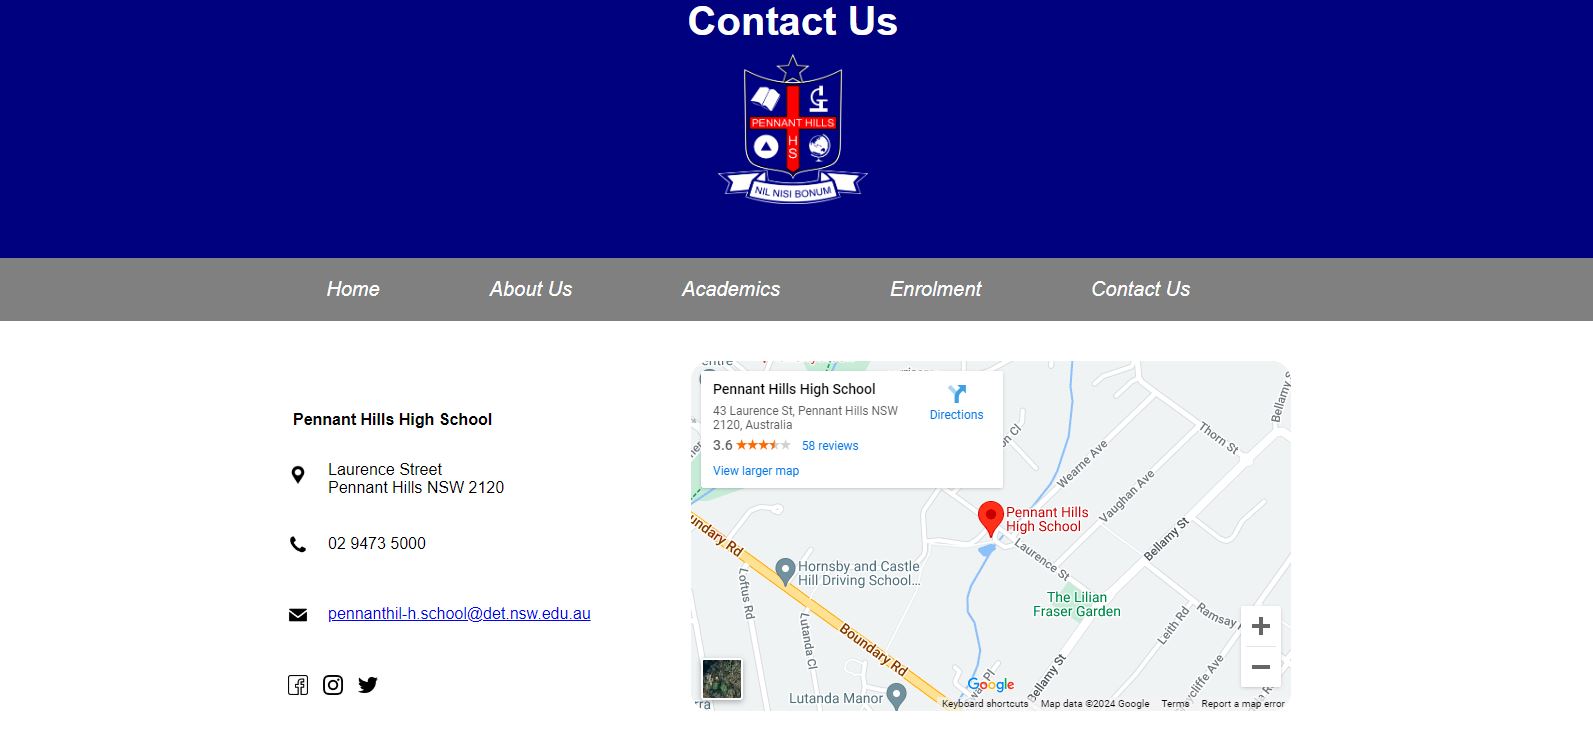 Contact Us
PENNANT HILLS
H
S
NIL NISI BONUM
Home
About Us
Academics
Enrolment
Contact Us
Pennant Hills High School
Laurence Street
Pennant Hills NSW 2120
02 9473 5000
pennanthil-h.school@det.nsw.edu.au
Pennant Hills High School
43 Laurence St, Pennant Hills NSW
2120, Australia
3.6
58 reviews
View larger map
Directions
Wearne Ave
Thorn St
Bellamy S
Vaughan Ave
Bellamy St
Pennant Hills
High School
Laurence St
Hornsby and Castle
Hill Driving School...
The Lilian
Fraser Garden
undary Rd
Loftus Rd
Lutanda Cl
Boundary Rd
Leith Rd
Ramsay
Bellamy St
Lutanda Manor
Google
Keyboard shortcuts
Map data ©2024 Google
Terms
Report a map error